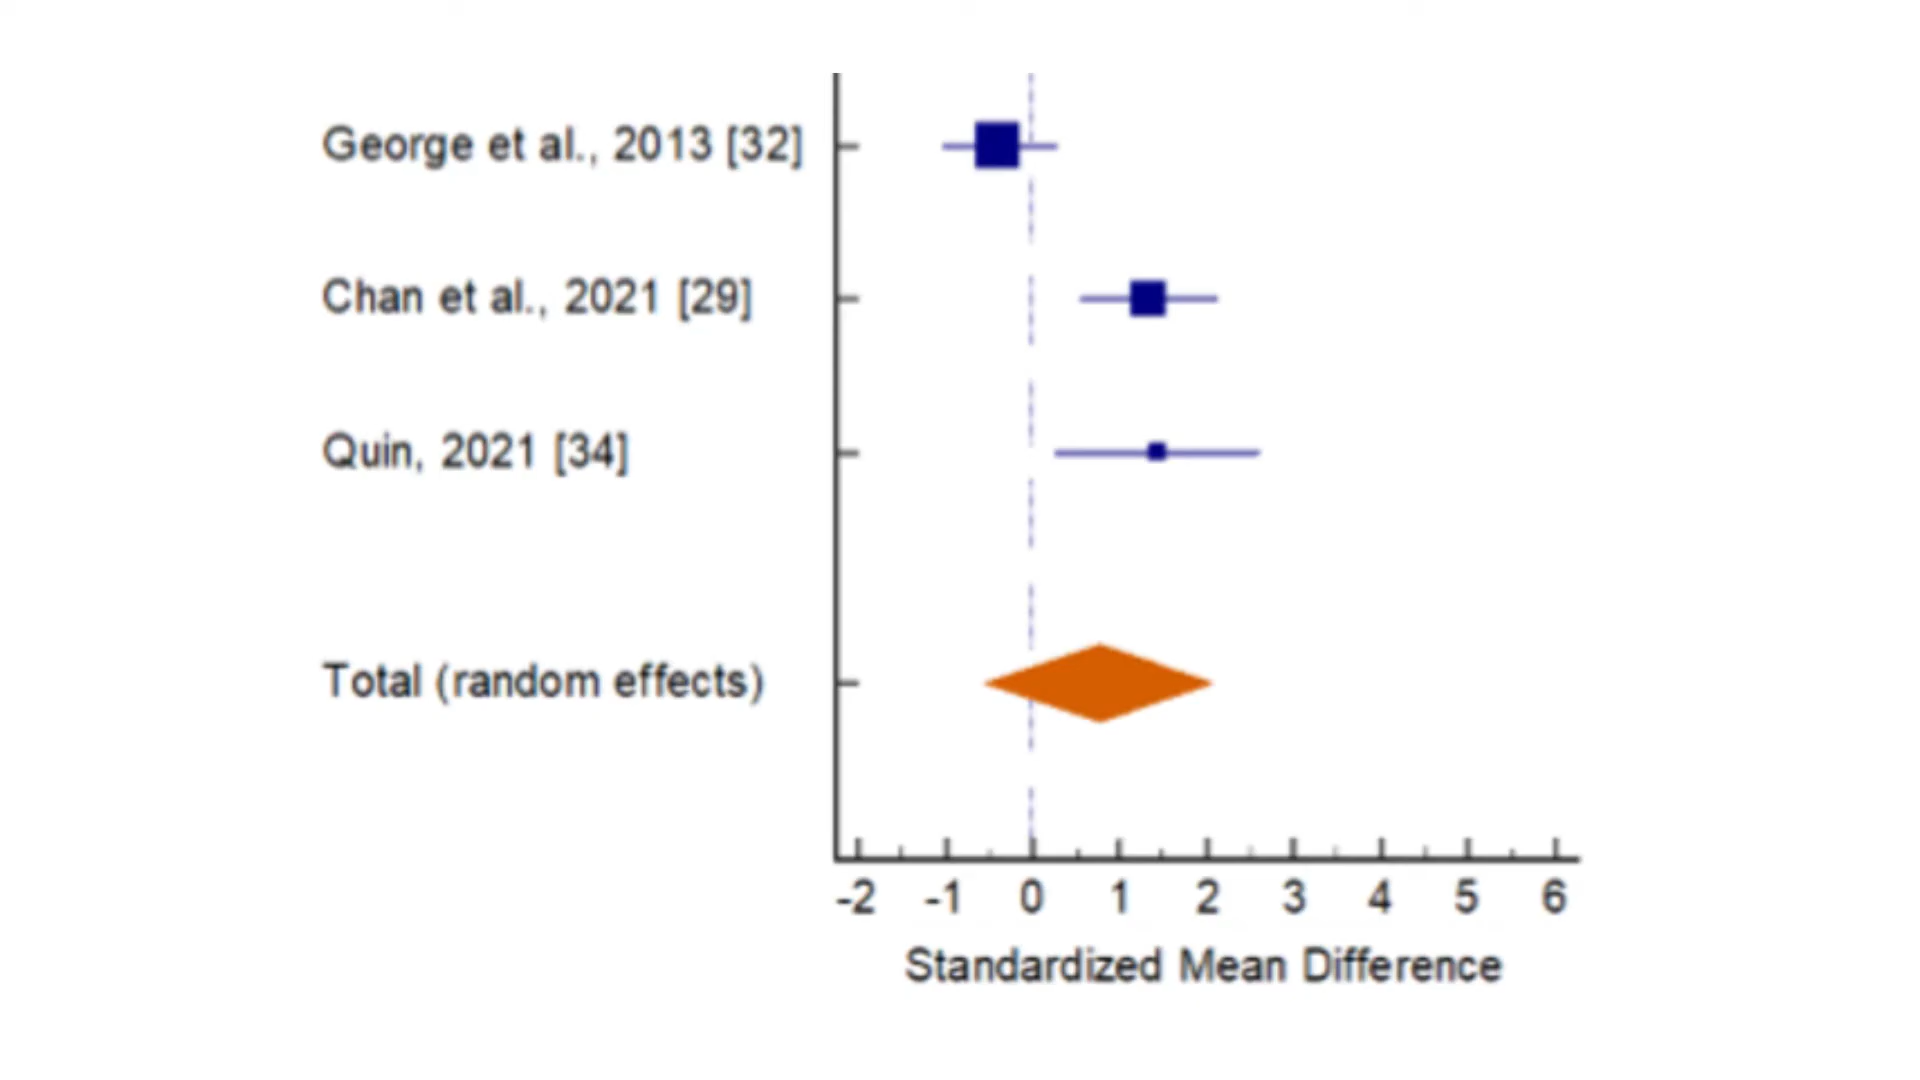 George et al., 2013 [32]
Chan et al., 2021 [29]
Quin, 2021 [34]
Total (random effects)
-2 -1 0 1 2 3 4 5 6
Standardized Mean Difference